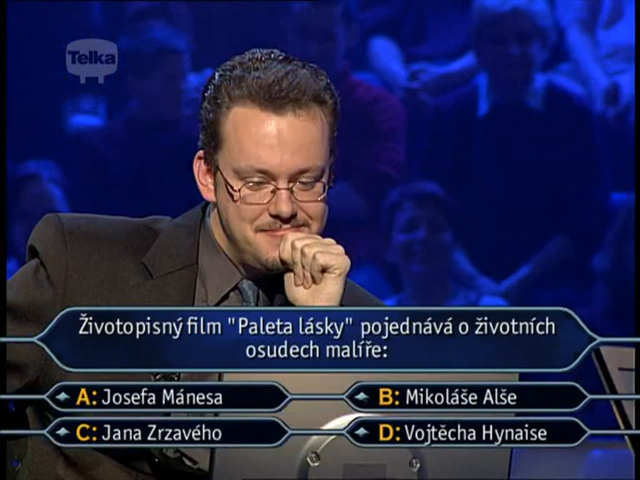 Telka
Životopisný film "Paleta lásky" pojednává o životních
osudech malíře:
A: Josefa Mánesa
B: Mikoláše Alše
C: Jana Zrzavého
D: Vojtěcha Hynaise